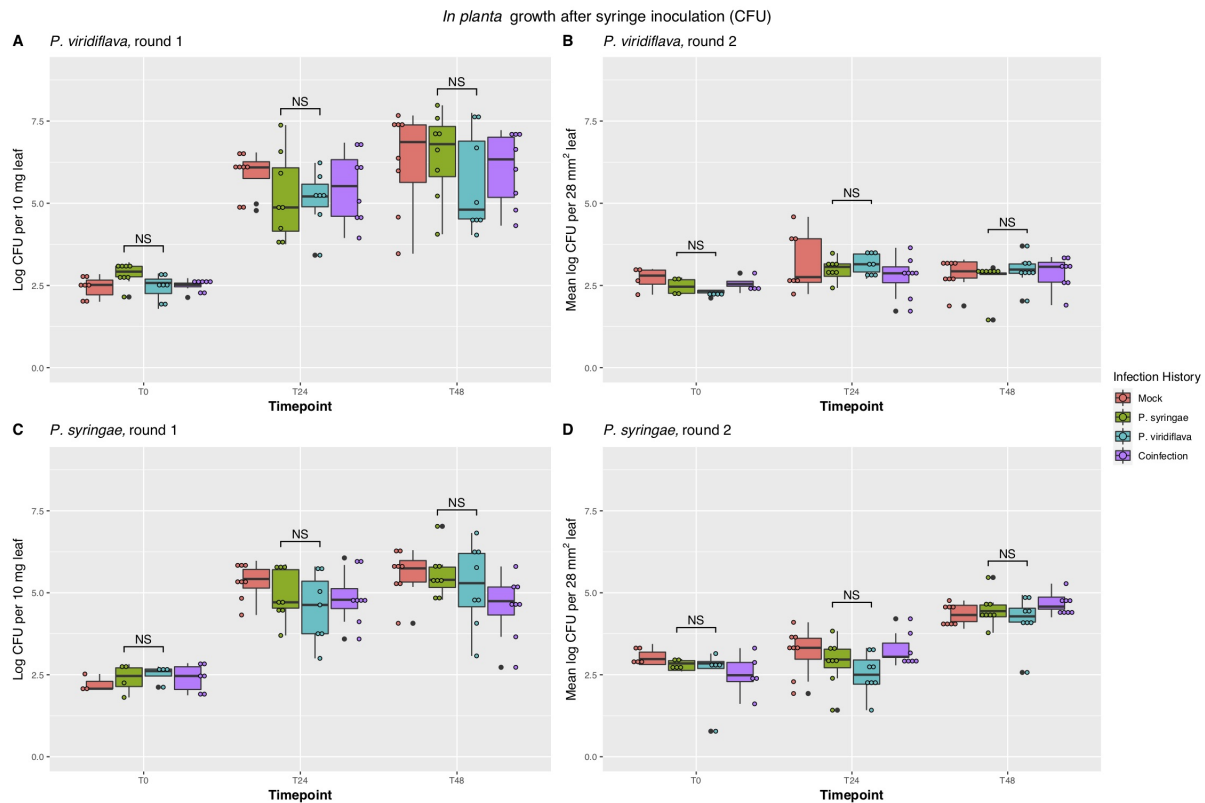 In planta growth after syringe inoculation (CFU)
A P. viridiflava, round 1
Log CFU per 10 mg leaf
7.5
5.0
2.5
0.0
NS
NS
NS
T0 T24 T48
Timepoint
B P. viridiflava, round 2
Mean log CFU per 28 mm² leaf
7.5
5.0
2.5
0.0
NS
NS
NS
T0 T24 T48
Timepoint
C P. syringae, round 1
Log CFU per 10 mg leaf
7.5
5.0
2.5
0.0
NS
NS
NS
T0 T24 T48
Timepoint
D P. syringae, round 2
Mean log CFU per 28 mm² leaf
7.5
5.0
2.5
0.0
NS
NS
NS
T0 T24 T48
Timepoint
Infection History
Mock
P. syringae
P. viridiflava
Coinfection